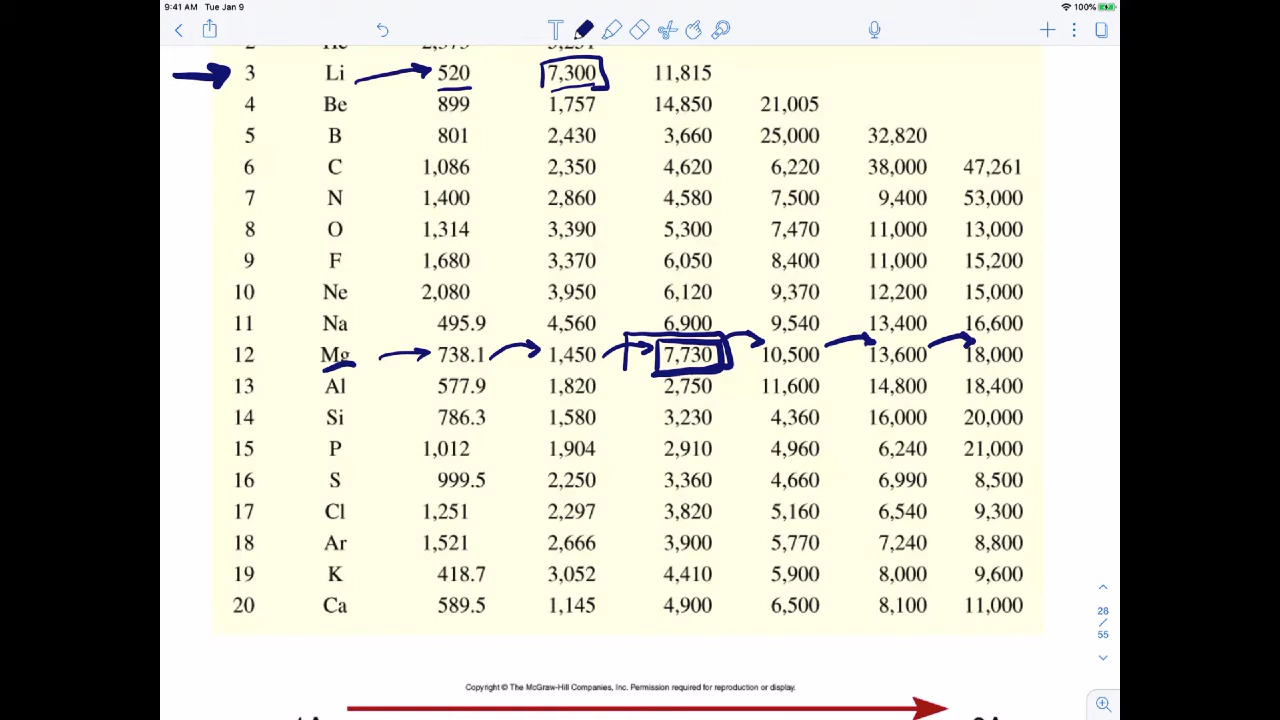 9:41 AM Tue Jan 9
100%
3 Li 520 7,300 11,815
4 Be 899 1,757 14,850 21,005
5 B 801 2,430 3,660 25,000 32,820
6 C 1,086 2,350 4,620 6,220 38,000 47,261
7 N 1,400 2,860 4,580 7,500 9,400 53,000
8 O 1,314 3,390 5,300 7,470 11,000 13,000
9 F 1,680 3,370 6,050 8,400 11,000 15,200
10 Ne 2,080 3,950 6,120 9,370 12,200 15,000
11 Na 495.9 4,560 6,900 9,540 13,400 16,600
12 Mg 738.1 1,450 7,730 10,500 13,600 18,000
13 Al 577.9 1,820 2,750 11,600 14,800 18,400
14 Si 786.3 1,580 3,230 4,360 16,000 20,000
15 P 1,012 1,904 2,910 4,960 6,240 21,000
16 S 999.5 2,250 3,360 4,660 6,990 8,500
17 Cl 1,251 2,297 3,820 5,160 6,540 9,300
18 Ar 1,521 2,666 3,900 5,770 7,240 8,800
19 K 418.7 3,052 4,410 5,900 8,000 9,600
20 Ca 589.5 1,145 4,900 6,500 8,100 11,000
28
/
55
Copyright © The McGraw-Hill Companies, Inc. Permission required for reproduction or display.